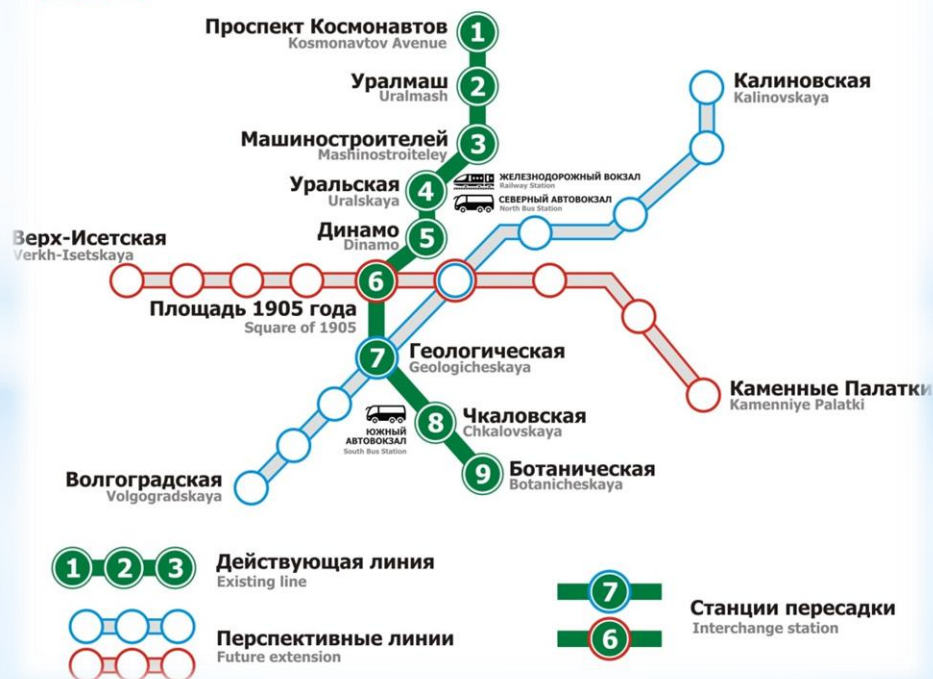 Проспект Космонавтов
Kosmonavtov Avenue
1
Уралмаш
Uralmash
2
Калиновская
Kalinovskaya
Машиностроителей
Mashinostroiteley
3
Уральская
Uralskaya
4
ЖЕЛЕЗНОДОРОЖНЫЙ ВОКЗАЛ
Railway Station
СЕВЕРНЫЙ АВТОВОКЗАЛ
North Bus Station
Динамо
Dinamo
5
Верх-Исетская
Verkh-Isetskaya
6
Площадь 1905 года
Square of 1905
7
Геологическая
Geologicheskaya
Каменные Палатки
Kamenniye Palatki
8
Чкаловская
Chkalovskaya
ЮЖНЫЙ
АВТОВОКЗАЛ
South Bus Station
9
Ботаническая
Botanicheskaya
Волгоградская
Volgogradskaya
1 2 3
Действующая линия
Existing line
Перспективные линии
Future extension
7
6
Станции пересадки
Interchange station